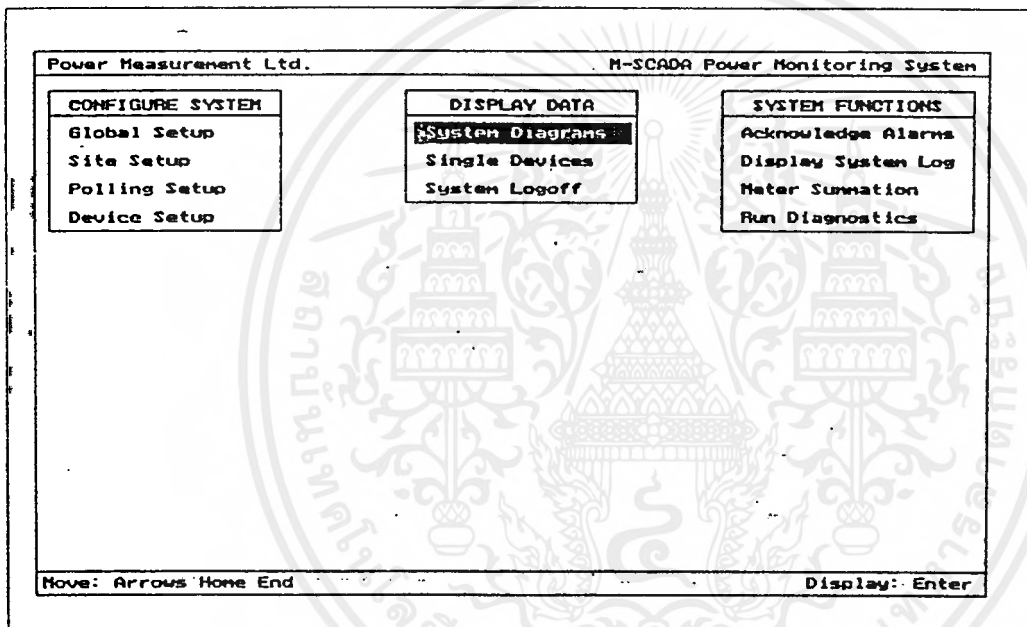 Power Measurement Ltd.
M-SCADA Power Monitoring System
CONFIGURE SYSTEM
Global Setup
Site Setup
Polling Setup
Device Setup
DISPLAY DATA
System Diagrams
Single Devices
System Logoff
SYSTEM FUNCTIONS
Acknowledge Alarms
Display System Log
Meter Summation
Run Diagnostics
Move: Arrows Home End
Display: Enter